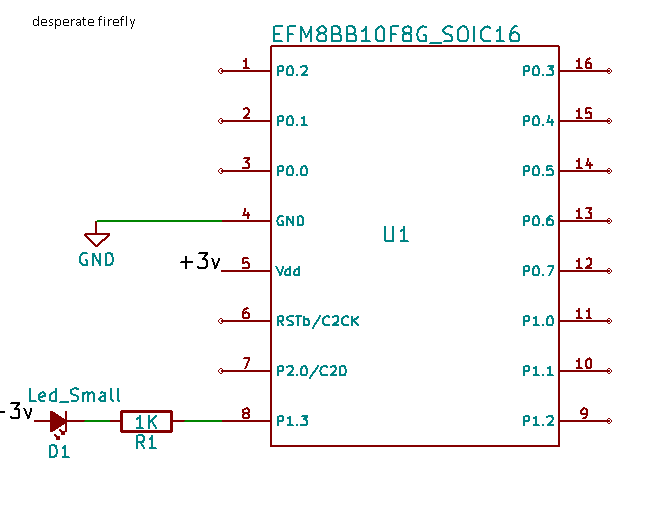 desperate firefly
EFM8BB10F8G_SOIC16
1 P0.2 P0.3 16
2 P0.1 P0.4 15
3 P0.0 P0.5 14
4 GND P0.6 13
U1
GND
+3v 5 Vdd P0.7 12
6 RSTb/C2CK P1.0 11
7 P2.0/C2D P1.1 10
Led_Small
-3v 1K 8 P1.3 P1.2 9
D1 R1